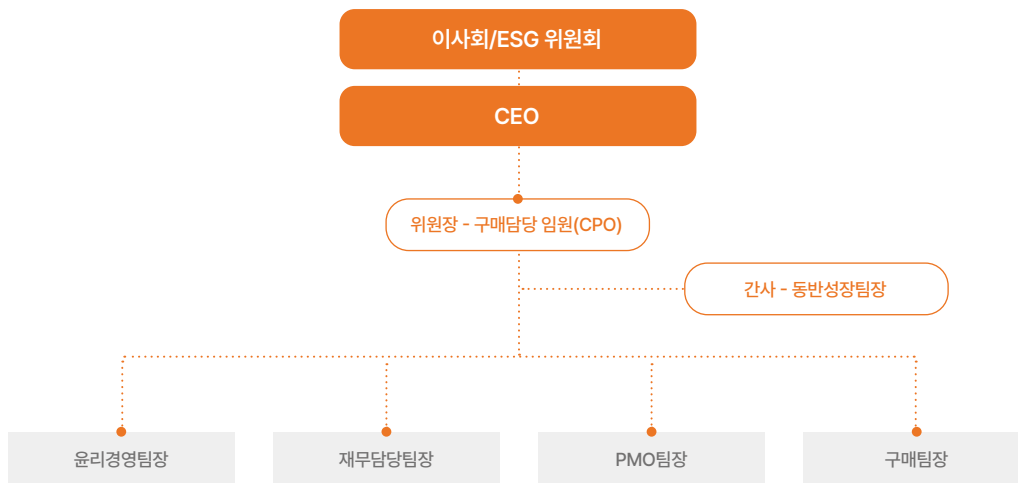 이사회/ESG 위원회
CEO
위원장 - 구매담당 임원(CPO)
간사 - 동반성장팀장
윤리경영팀장
재무담당팀장
PMO팀장
구매팀장